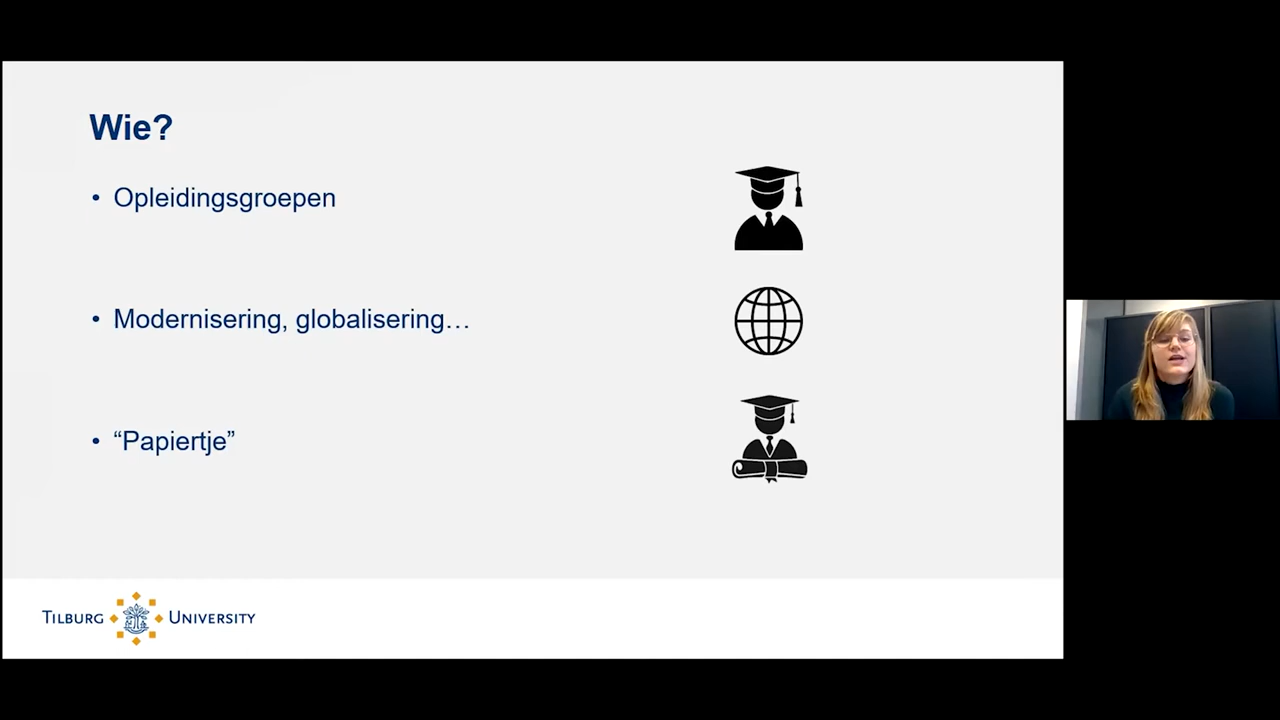 Wie?
• Opleidingsgroepen
• Modernisering, globalisering…
• “Papiertje”
TILBURG UNIVERSITY